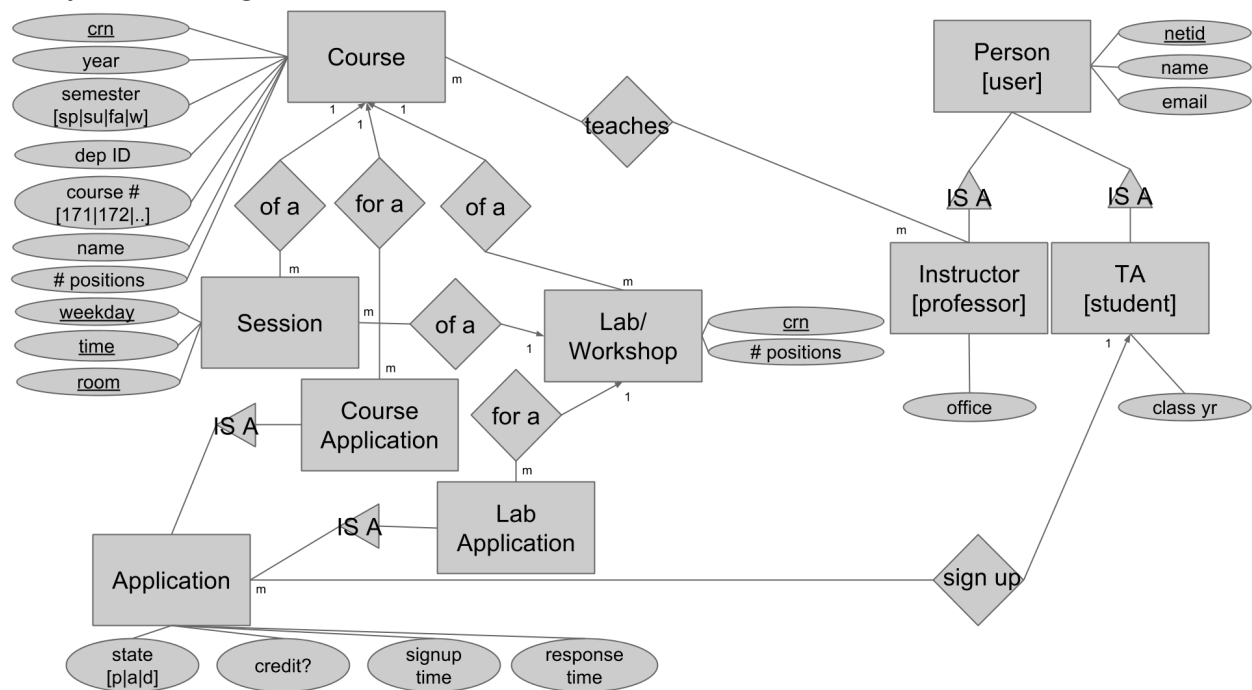 crn
year
semester
[sp|su|fa|w]
dep ID
course #
[171|172|..]
name
# positions
Course
m
1
1
1
teaches
Person
[user]
netid
name
email
of a
for a
of a
IS A
IS A
m
m
m
Instructor
[professor]
TA
[student]
weekday
time
room
Session
m
of a
1
Lab/
Workshop
crn
# positions
1
m
1
office
class yr
IS A
Course
Application
for a
m
Lab
Application
IS A
Application
m
sign up
state
[p|a|d]
credit?
signup
time
response
time